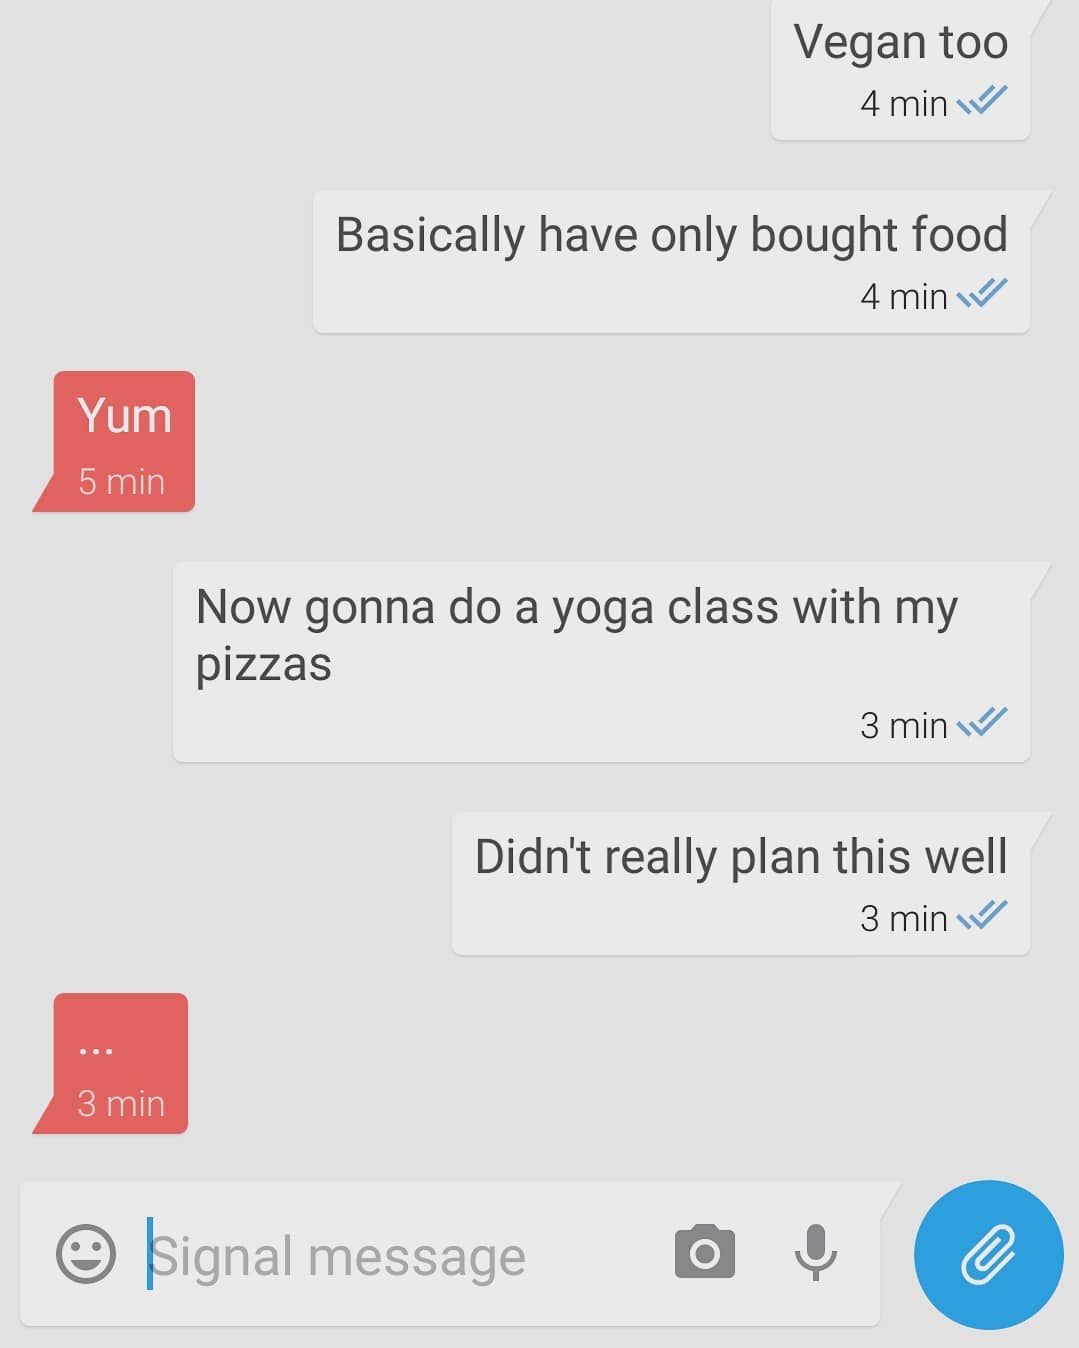 Vegan too
4 min
Basically have only bought food
4 min
Yum
5 min
Now gonna do a yoga class with my
pizzas
3 min
Didn't really plan this well
3 min
...
3 min
Signal message